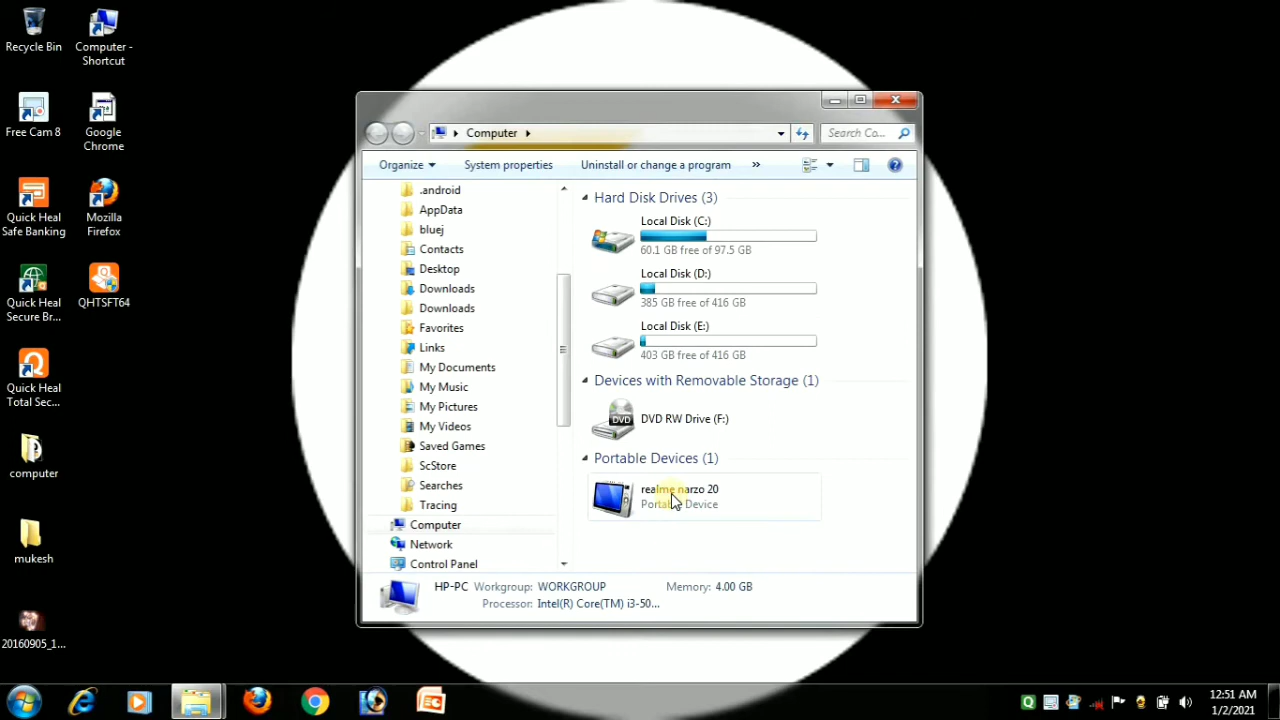 Recycle Bin
Computer -
Shortcut
Free Cam 8
Google
Chrome
Quick Heal
Safe Banking
Mozilla
Firefox
Quick Heal
Secure Br...
QHTSFT64
Quick Heal
Total Sec...
computer
mukesh
20160905_1...
Computer
Search Co...
Organize
System properties
Uninstall or change a program
»
.android
AppData
bluej
Contacts
Desktop
Downloads
Downloads
Favorites
Links
My Documents
My Music
My Pictures
My Videos
Saved Games
ScStore
Searches
Tracing
Computer
Network
Control Panel
Hard Disk Drives (3)
Local Disk (C:)
60.1 GB free of 97.5 GB
Local Disk (D:)
385 GB free of 416 GB
Local Disk (E:)
403 GB free of 416 GB
Devices with Removable Storage (1)
DVD
DVD RW Drive (F:)
Portable Devices (1)
realme narzo 20
Portable Device
HP-PC Workgroup: WORKGROUP Memory: 4.00 GB
Processor: Intel(R) Core(TM) i3-50...
12:51 AM
1/2/2021